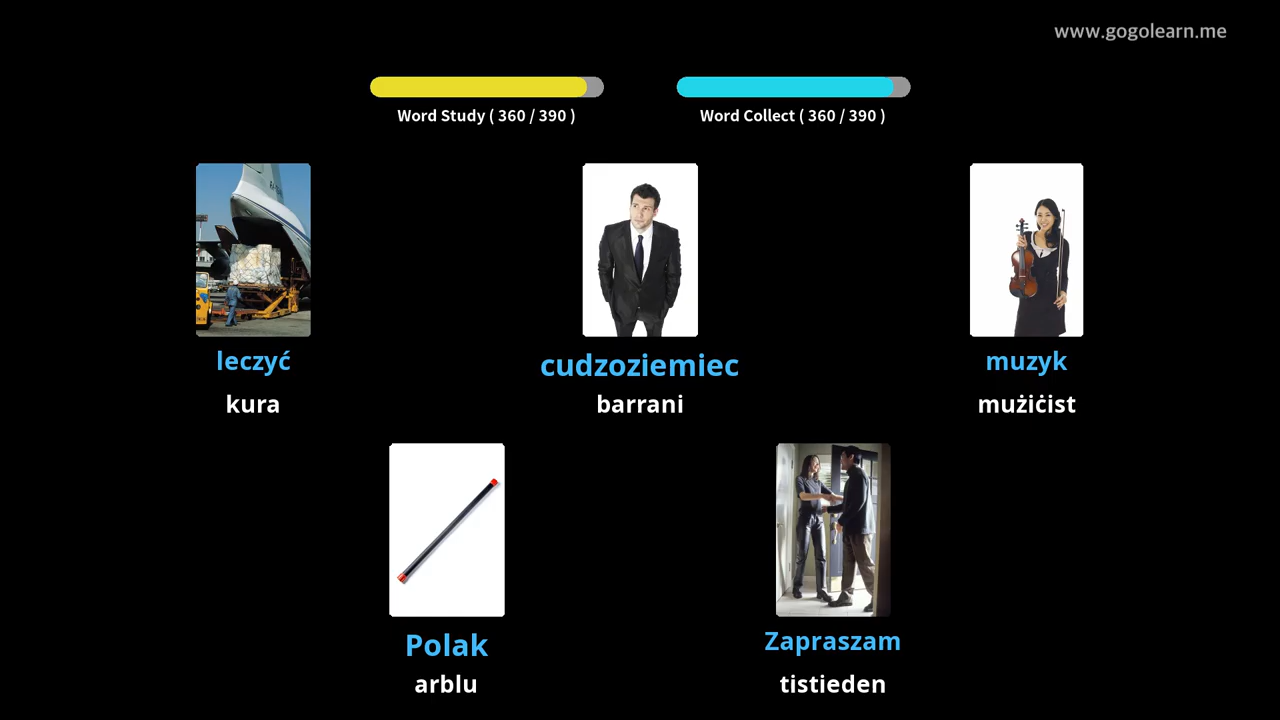 www.gogolearn.me
Word Study ( 360 / 390 )
Word Collect ( 360 / 390 )
leczyć
kura
cudzoziemiec
barrani
muzyk
mużiċist
Polak
arblu
Zapraszam
tistieden